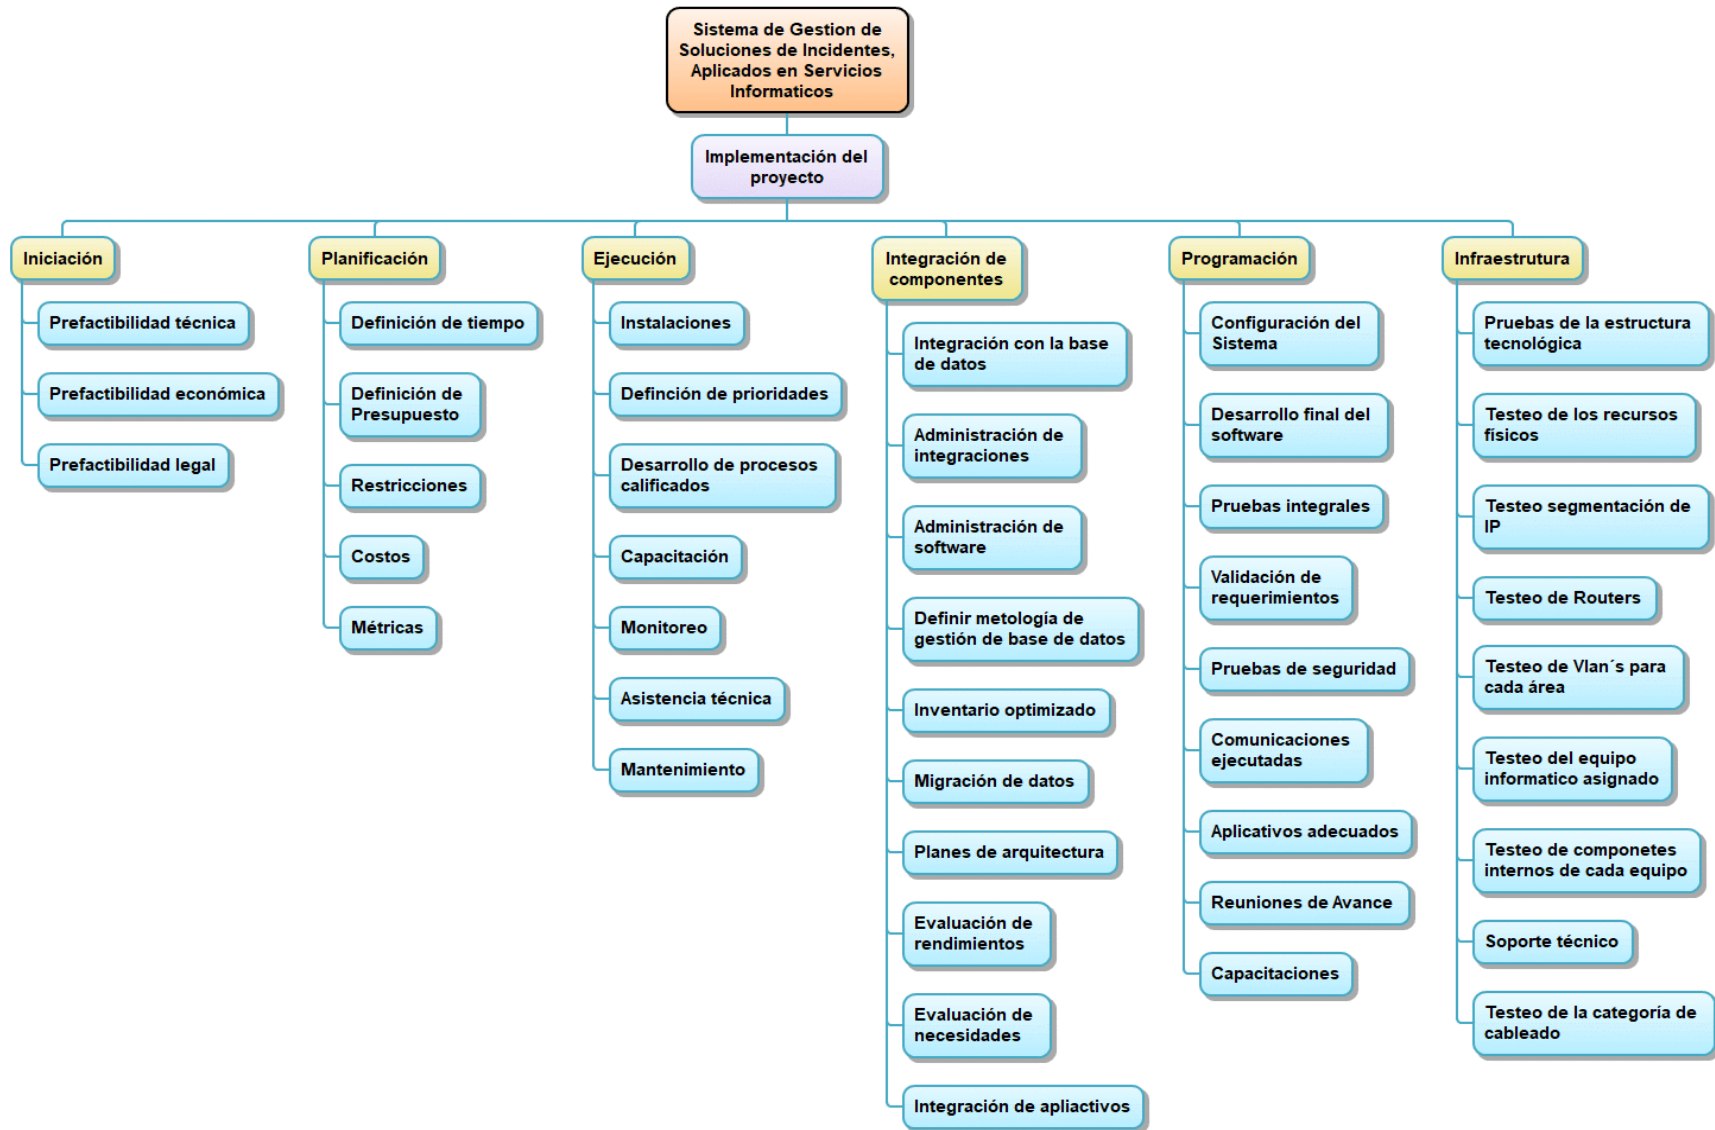 Sistema de Gestion de
Soluciones de Incidentes,
Aplicados en Servicios
Informaticos
Implementación del
proyecto
Iniciación
Prefactibilidad técnica
Prefactibilidad económica
Prefactibilidad legal
Planificación
Definición de tiempo
Definición de
Presupuesto
Restricciones
Costos
Métricas
Ejecución
Instalaciones
Definción de prioridades
Desarrollo de procesos
calificados
Capacitación
Monitoreo
Asistencia técnica
Mantenimiento
Integración de
componentes
Integración con la base
de datos
Administración de
integraciones
Administración de
software
Definir metología de
gestión de base de datos
Inventario optimizado
Migración de datos
Planes de arquitectura
Evaluación de
rendimientos
Evaluación de
necesidades
Integración de apliactivos
Programación
Configuración del
Sistema
Desarrollo final del
software
Pruebas integrales
Validación de
requerimientos
Pruebas de seguridad
Comunicaciones
ejecutadas
Aplicativos adecuados
Reuniones de Avance
Capacitaciones
Infraestrutura
Pruebas de la estructura
tecnológica
Testeo de los recursos
físicos
Testeo segmentación de
IP
Testeo de Routers
Testeo de Vlan´s para
cada área
Testeo del equipo
informatico asignado
Testeo de componetes
internos de cada equipo
Soporte técnico
Testeo de la categoría de
cableado